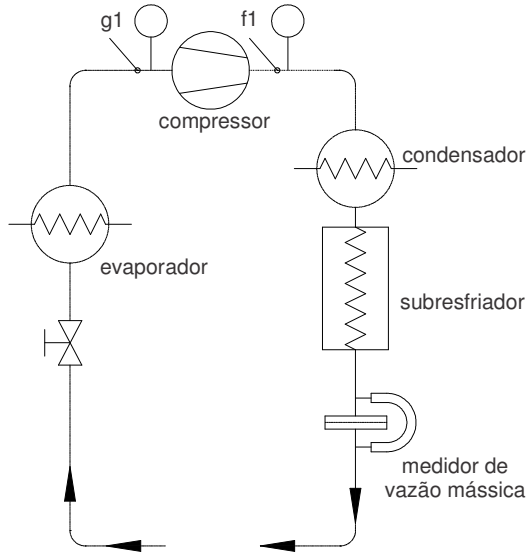 g1
f1
compressor
condensador
evaporador
subresfriador
medidor de
vazão mássica